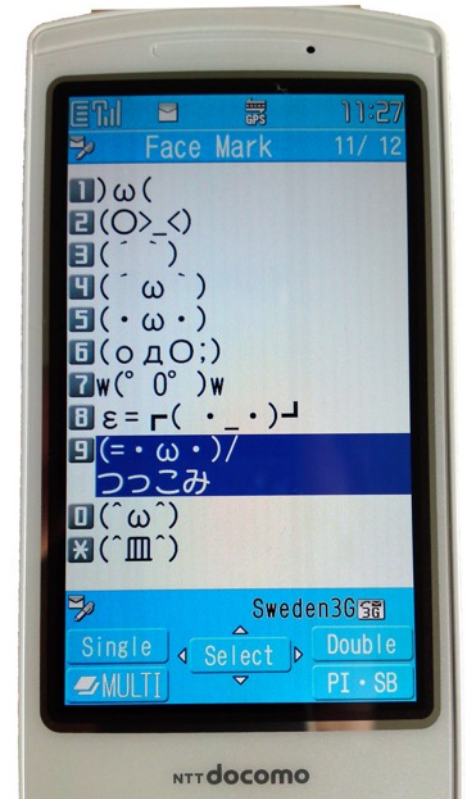 11:27
GPS
Face Mark 11/ 12
1 )ω(
2 (○>_<)
3 (´ `)
4 (´ω`)
5 (・ω・)
6 (oдO;)
7 w(° 0° )w
8 ε=┌( ・_・)┘
9 (=・ω・)/
つっこみ
0 (^ω^)
* (^皿^)
Sweden3G 3G
Single Select Double
MULTI PI・SB
NTT docomo